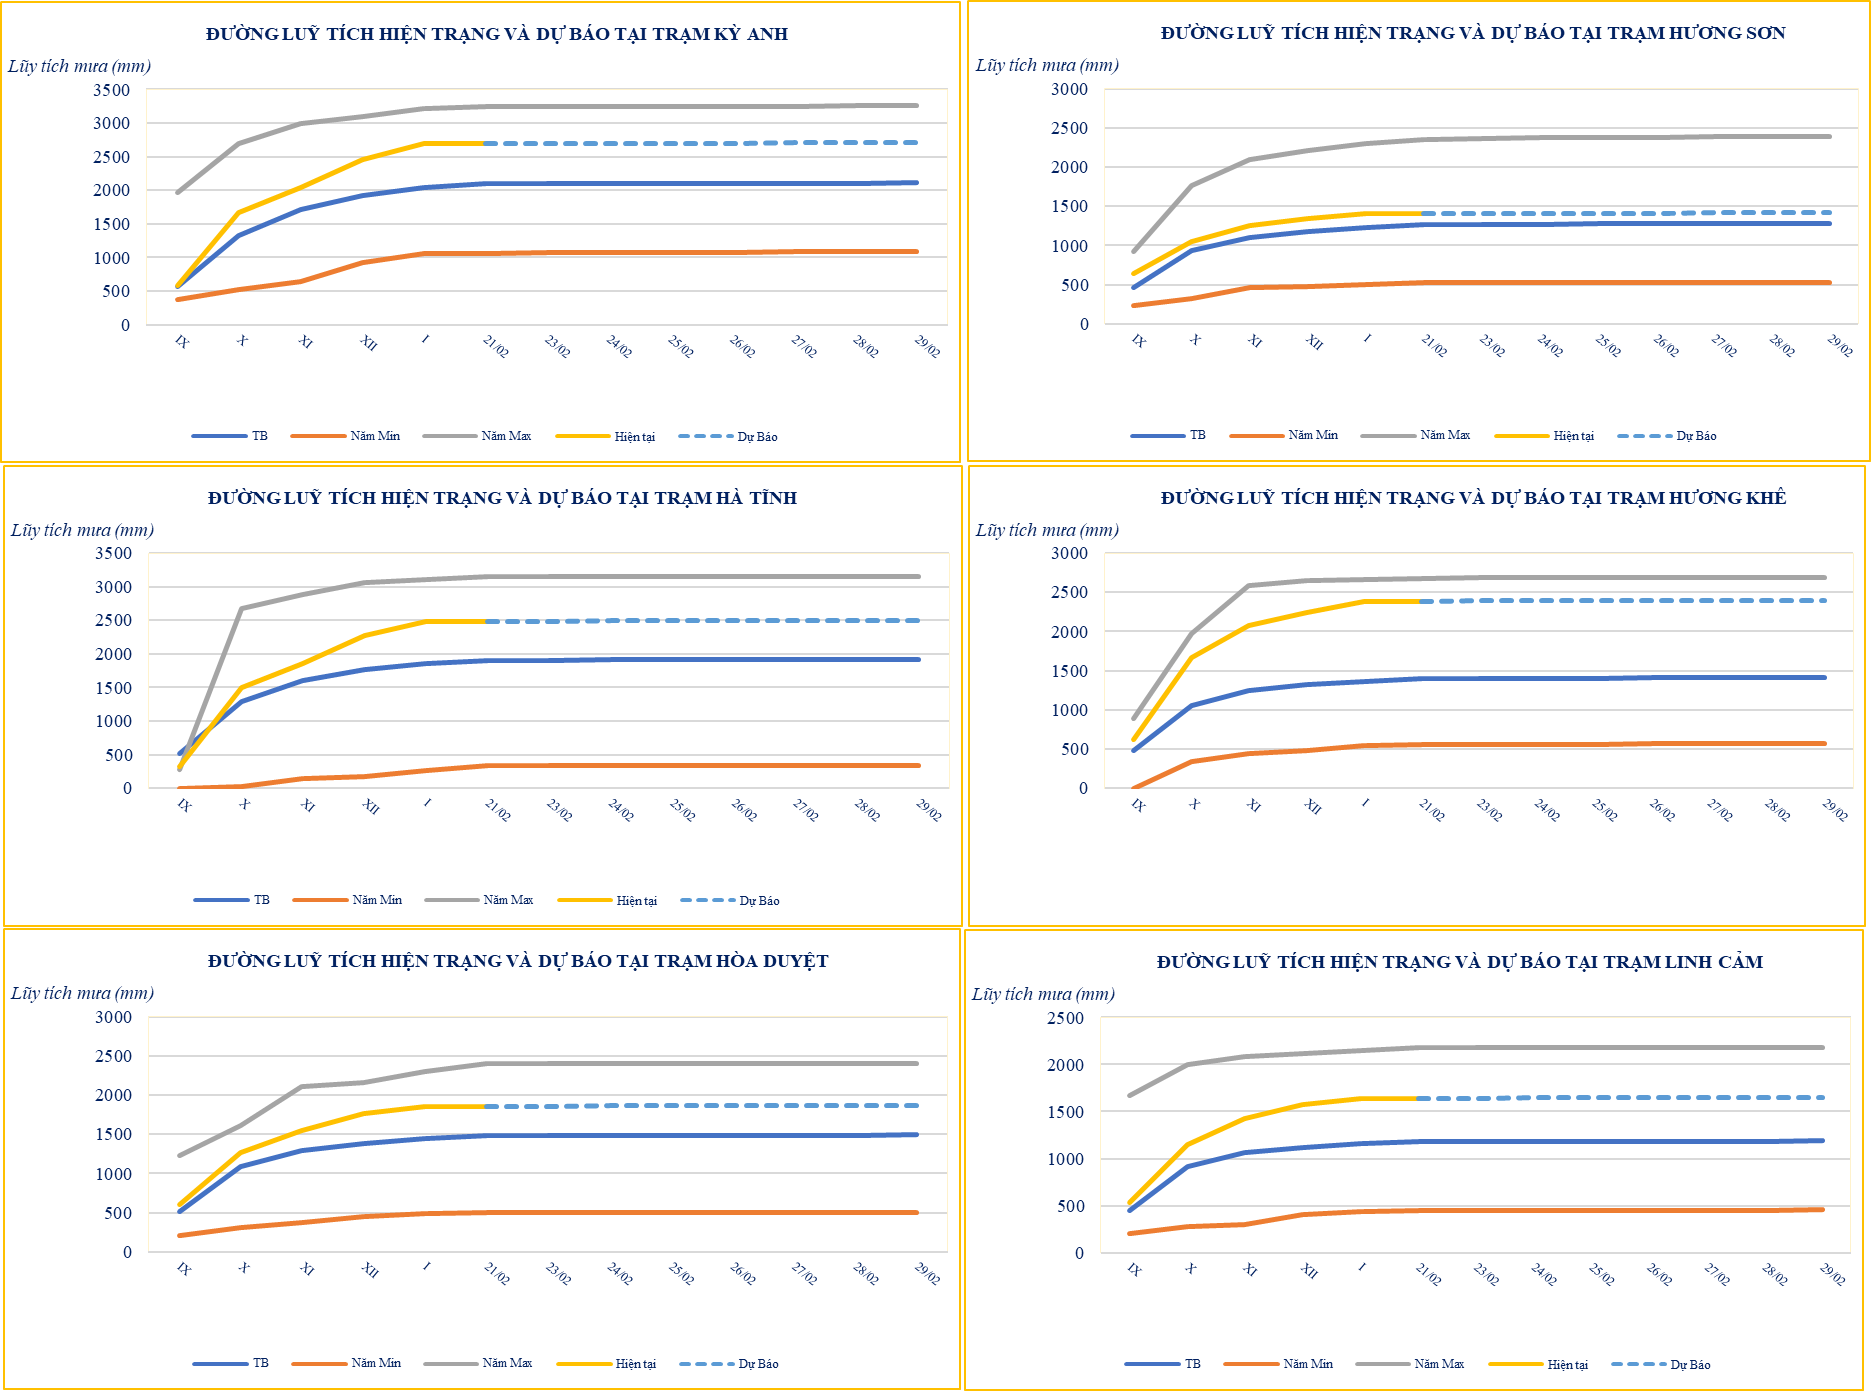 ĐƯỜNG LUỸ TÍCH HIỆN TRẠNG VÀ DỰ BÁO TẠI TRẠM KỲ ANH
Lũy tích mưa (mm)
3500
3000
2500
2000
1500
1000
500
0
IX X XI XII I 21/02 23/02 24/02 25/02 26/02 27/02 28/02 29/02
TB Năm Min Năm Max Hiện tại Dự Báo
ĐƯỜNG LUỸ TÍCH HIỆN TRẠNG VÀ DỰ BÁO TẠI TRẠM HƯƠNG SƠN
Lũy tích mưa (mm)
3000
2500
2000
1500
1000
500
0
IX X XI XII I 21/02 23/02 24/02 25/02 26/02 27/02 28/02 29/02
TB Năm Min Năm Max Hiện tại Dự Báo
ĐƯỜNG LUỸ TÍCH HIỆN TRẠNG VÀ DỰ BÁO TẠI TRẠM HÀ TĨNH
Lũy tích mưa (mm)
3500
3000
2500
2000
1500
1000
500
0
IX X XI XII I 21/02 23/02 24/02 25/02 26/02 27/02 28/02 29/02
TB Năm Min Năm Max Hiện tại Dự Báo
ĐƯỜNG LUỸ TÍCH HIỆN TRẠNG VÀ DỰ BÁO TẠI TRẠM HƯƠNG KHÊ
Lũy tích mưa (mm)
3000
2500
2000
1500
1000
500
0
IX X XI XII I 21/02 23/02 24/02 25/02 26/02 27/02 28/02 29/02
ĐƯỜNG LUỸ TÍCH HIỆN TRẠNG VÀ DỰ BÁO TẠI TRẠM HÒA DUYỆT
Lũy tích mưa (mm)
3000
2500
2000
1500
1000
500
0
IX X XI XII I 21/02 23/02 24/02 25/02 26/02 27/02 28/02 29/02
TB Năm Min Năm Max Hiện tại Dự Báo
ĐƯỜNG LUỸ TÍCH HIỆN TRẠNG VÀ DỰ BÁO TẠI TRẠM LINH CẢM
Lũy tích mưa (mm)
2500
2000
1500
1000
500
0
IX X XI XII I 21/02 23/02 24/02 25/02 26/02 27/02 28/02 29/02
TB Năm Min Năm Max Hiện tại Dự Báo